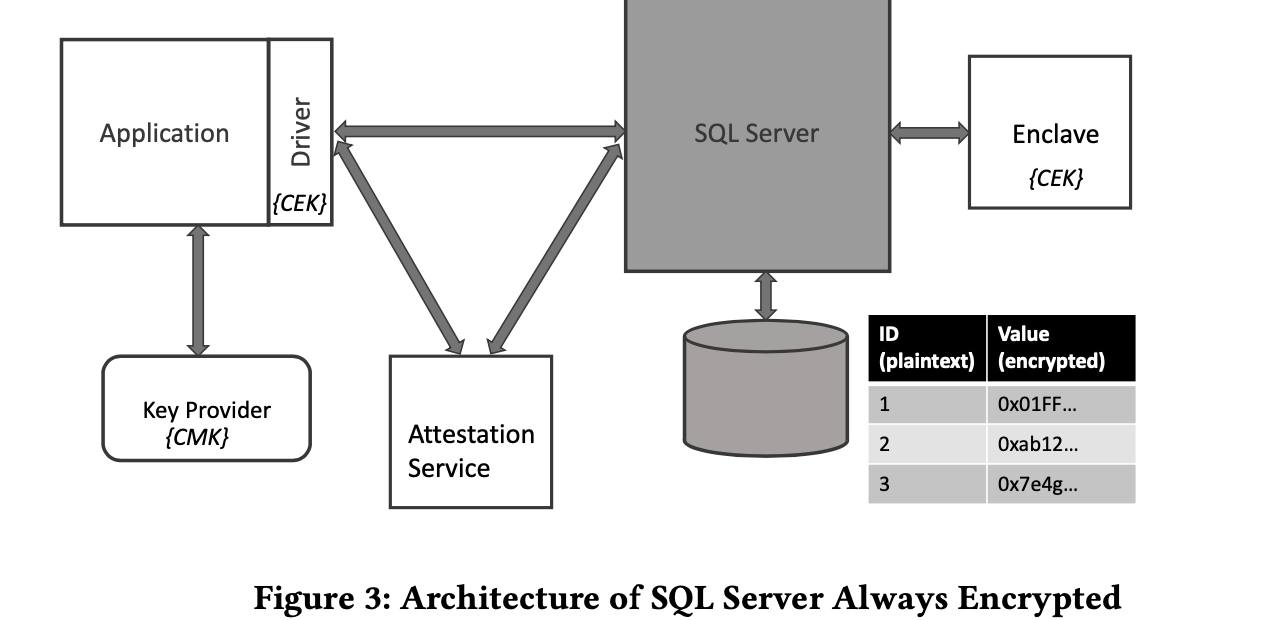 Application
Driver
{CEK}
SQL Server
Enclave
{CEK}
Key Provider
{CMK}
Attestation
Service
ID
(plaintext)
Value
(encrypted)
1
0x01FF...
2
0xab12...
3
0x7e4g...
Figure 3: Architecture of SQL Server Always Encrypted